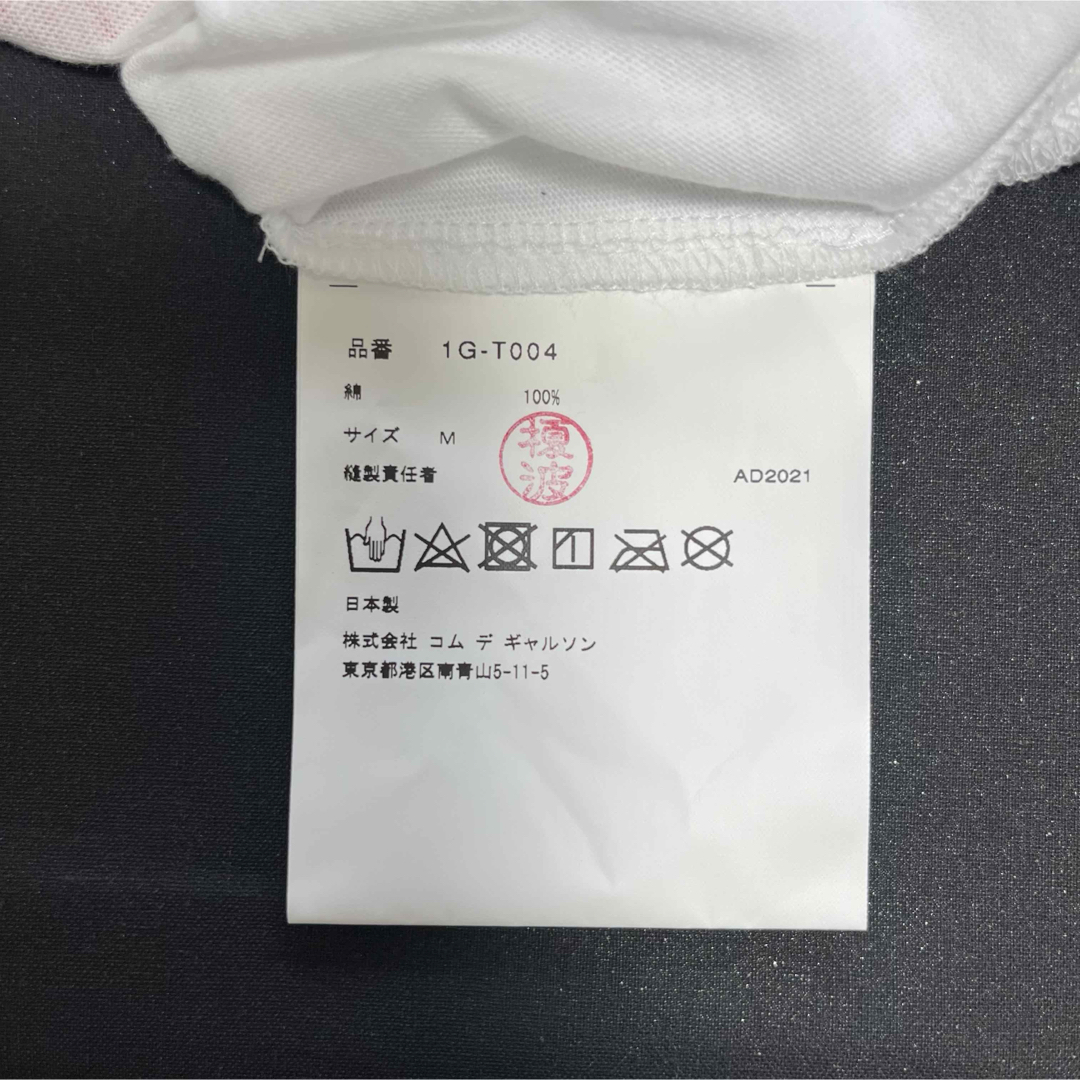 品番 1G-T004
綿 100%
サイズ M
縫製責任者 AD2021
日本製
株式会社 コム デ ギャルソン
東京都港区南青山5-11-5